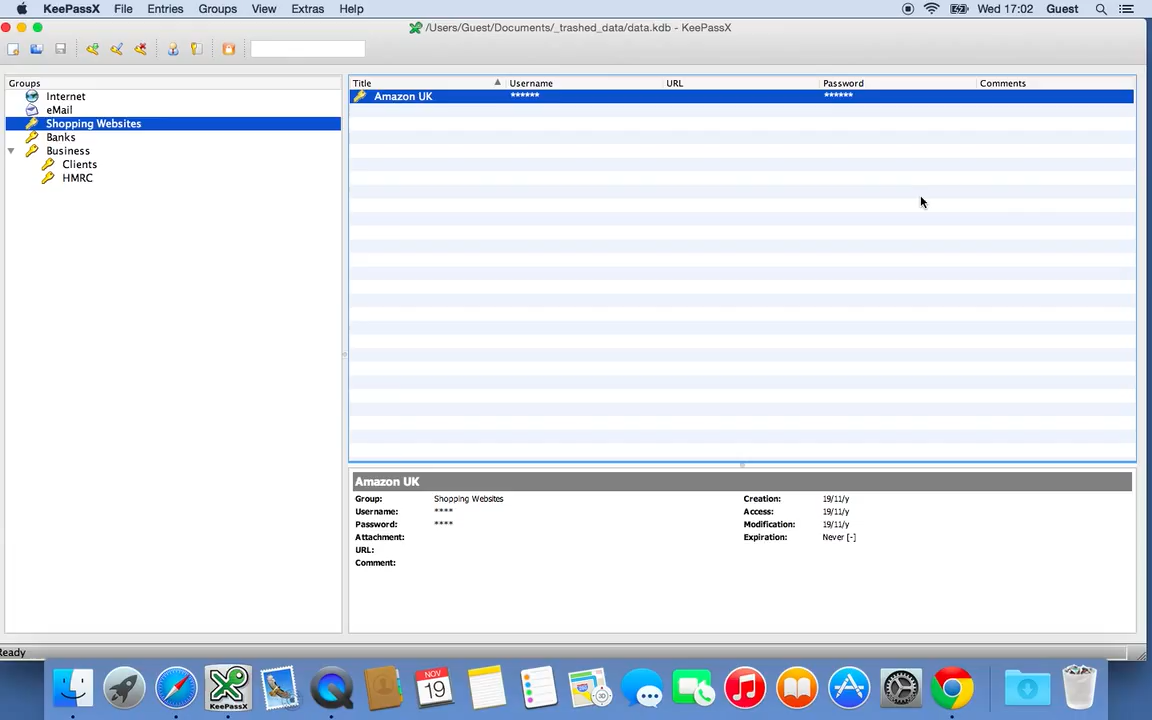 KeePassX File Entries Groups View Extras Help Wed 17:02 Guest
/Users/Guest/Documents/_trashed_data/data.kdb - KeePassX
Groups
Internet
eMail
Shopping Websites
Banks
Business
Clients
HMRC
Title Username URL Password Comments
Amazon UK ****** ******
Amazon UK
Group: Shopping Websites Creation: 19/11/y
Username: **** Access: 19/11/y
Password: **** Modification: 19/11/y
Attachment: Expiration: Never [-]
URL:
Comment:
Ready
KeePassX
NOV
19